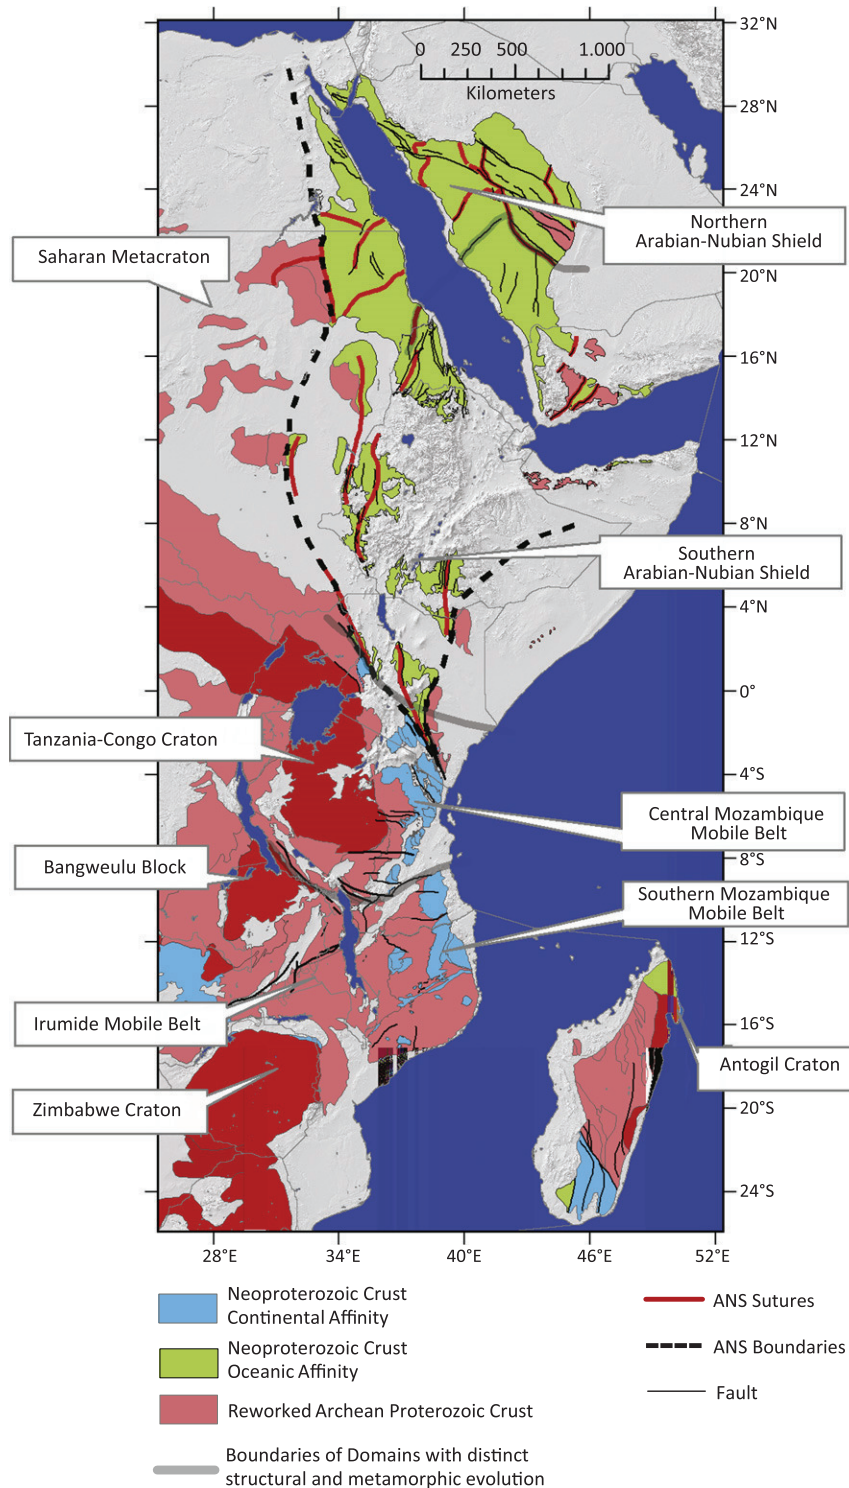 32°N
0 250 500 1.000
Kilometers
28°N
24°N
Northern
Arabian-Nubian Shield
Saharan Metacraton
20°N
16°N
12°N
8°N
Southern
Arabian-Nubian Shield
4°N
0°
Tanzania-Congo Craton
4°S
Central Mozambique
Mobile Belt
8°S
Bangweulu Block
Southern Mozambique
Mobile Belt
12°S
Irumide Mobile Belt
16°S
Antogil Craton
Zimbabwe Craton
20°S
24°S
28°E 34°E 40°E 46°E 52°E
Neoproterozoic Crust
Continental Affinity
Neoproterozoic Crust
Oceanic Affinity
Reworked Archean Proterozoic Crust
Boundaries of Domains with distinct
structural and metamorphic evolution
ANS Sutures
ANS Boundaries
Fault